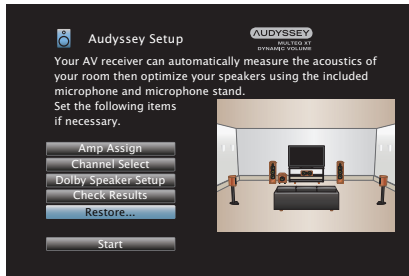 Audyssey Setup
AUDYSSEY
MULTEQ XT
DYNAMIC VOLUME
Your AV receiver can automatically measure the acoustics of
your room then optimize your speakers using the included
microphone and microphone stand.
Set the following items
if necessary.
Amp Assign
Channel Select
Dolby Speaker Setup
Check Results
Restore...
Start